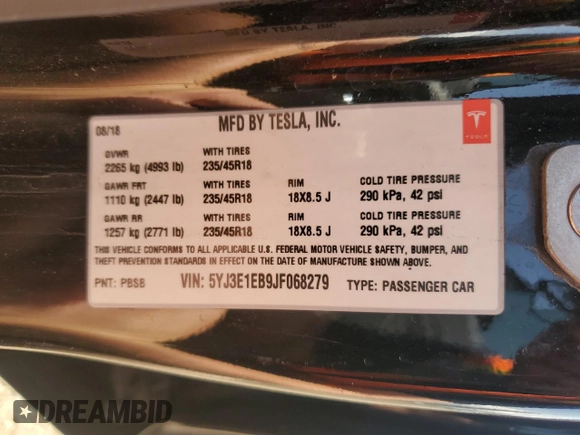 MFD BY TESLA, INC.
08/18
TESLA
GVWR WITH TIRES
2265 kg (4993 lb) 235/45R18
GAWR FRT WITH TIRES RIM COLD TIRE PRESSURE
1110 kg (2447 lb) 235/45R18 18X8.5 J 290 kPa, 42 psi
GAWR RR WITH TIRES RIM COLD TIRE PRESSURE
1257 kg (2771 lb) 235/45R18 18X8.5 J 290 kPa, 42 psi
THIS VEHICLE CONFORMS TO ALL APPLICABLE U.S. FEDERAL MOTOR VEHICLE SAFETY, BUMPER, AND
THEFT PREVENTION STANDARDS IN EFFECT ON THE DATE OF MANUFACTURE SHOWN ABOVE.
PNT: PBSB VIN: 5YJ3E1EB9JF068279 TYPE: PASSENGER CAR
DREAMBID